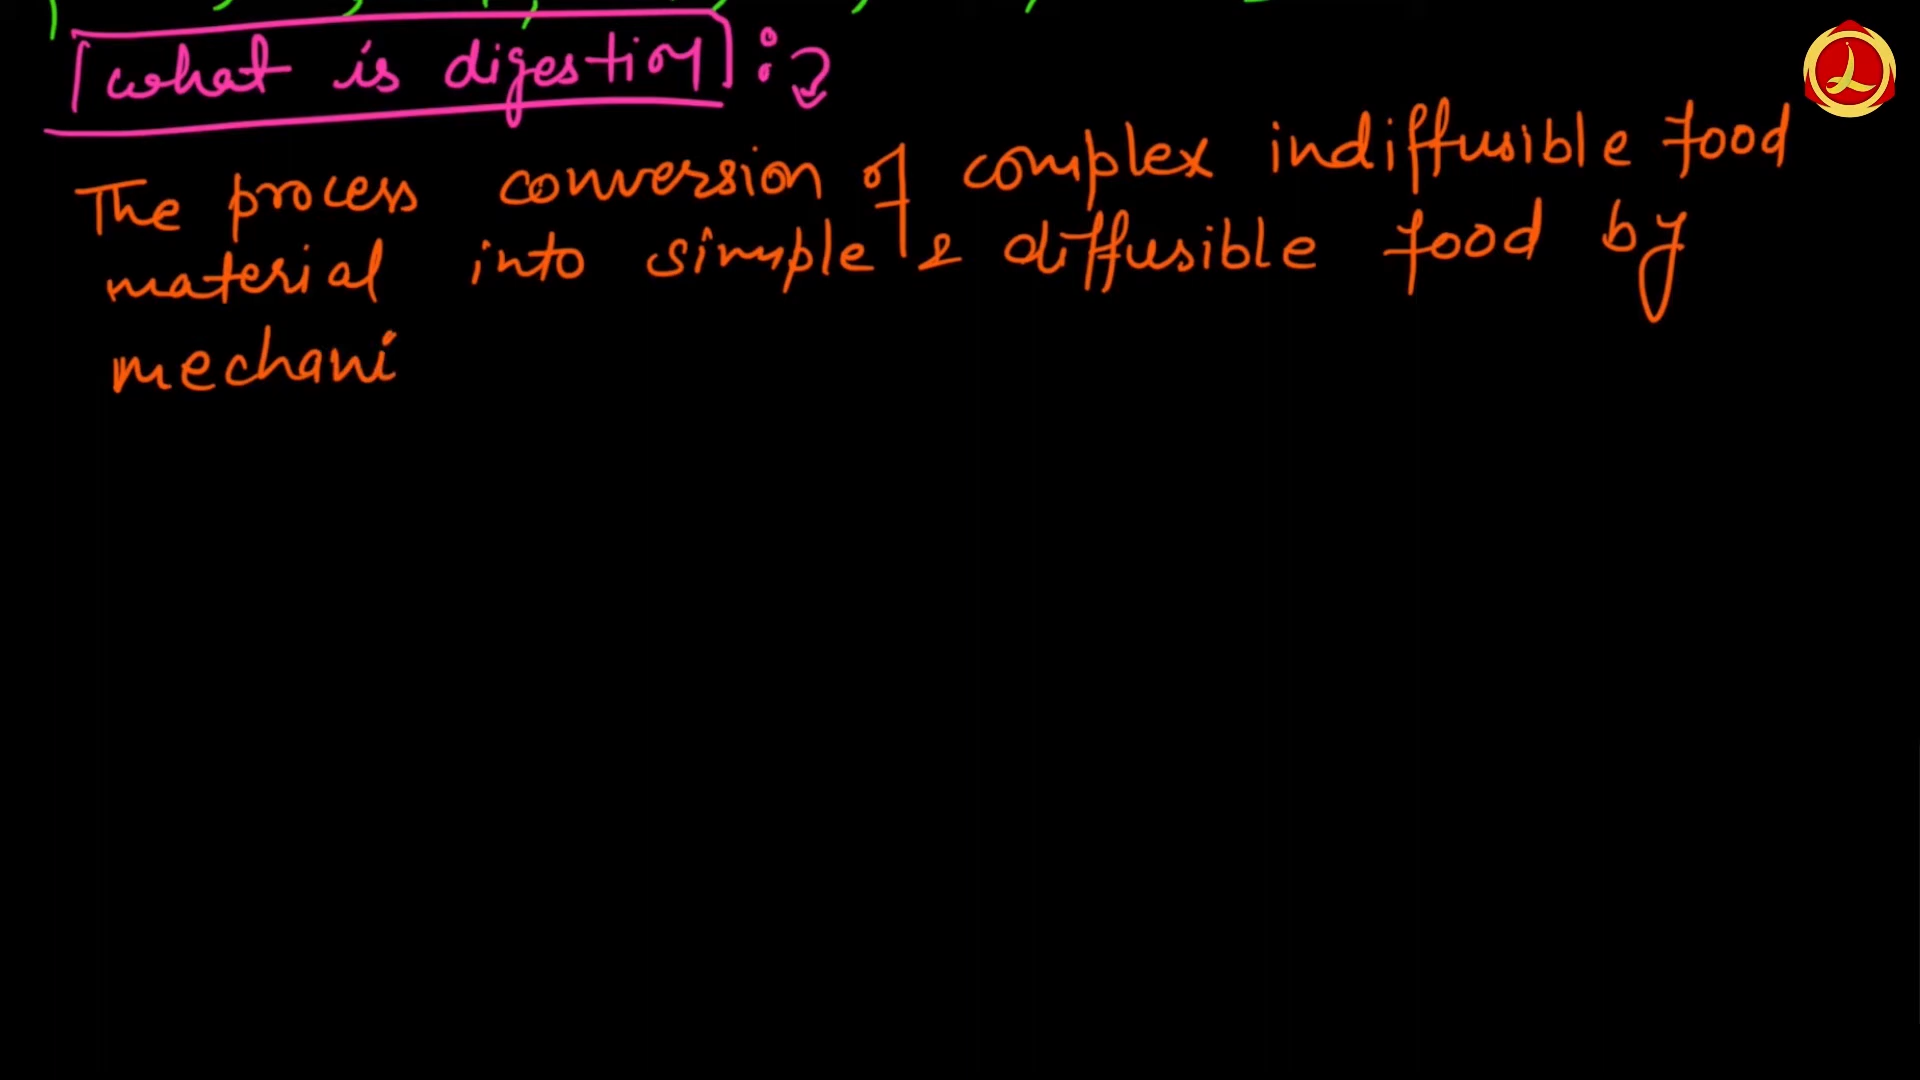 what is digestion :?
The process conversion of complex indiffusible food
material into simple & diffusible food by
mechani